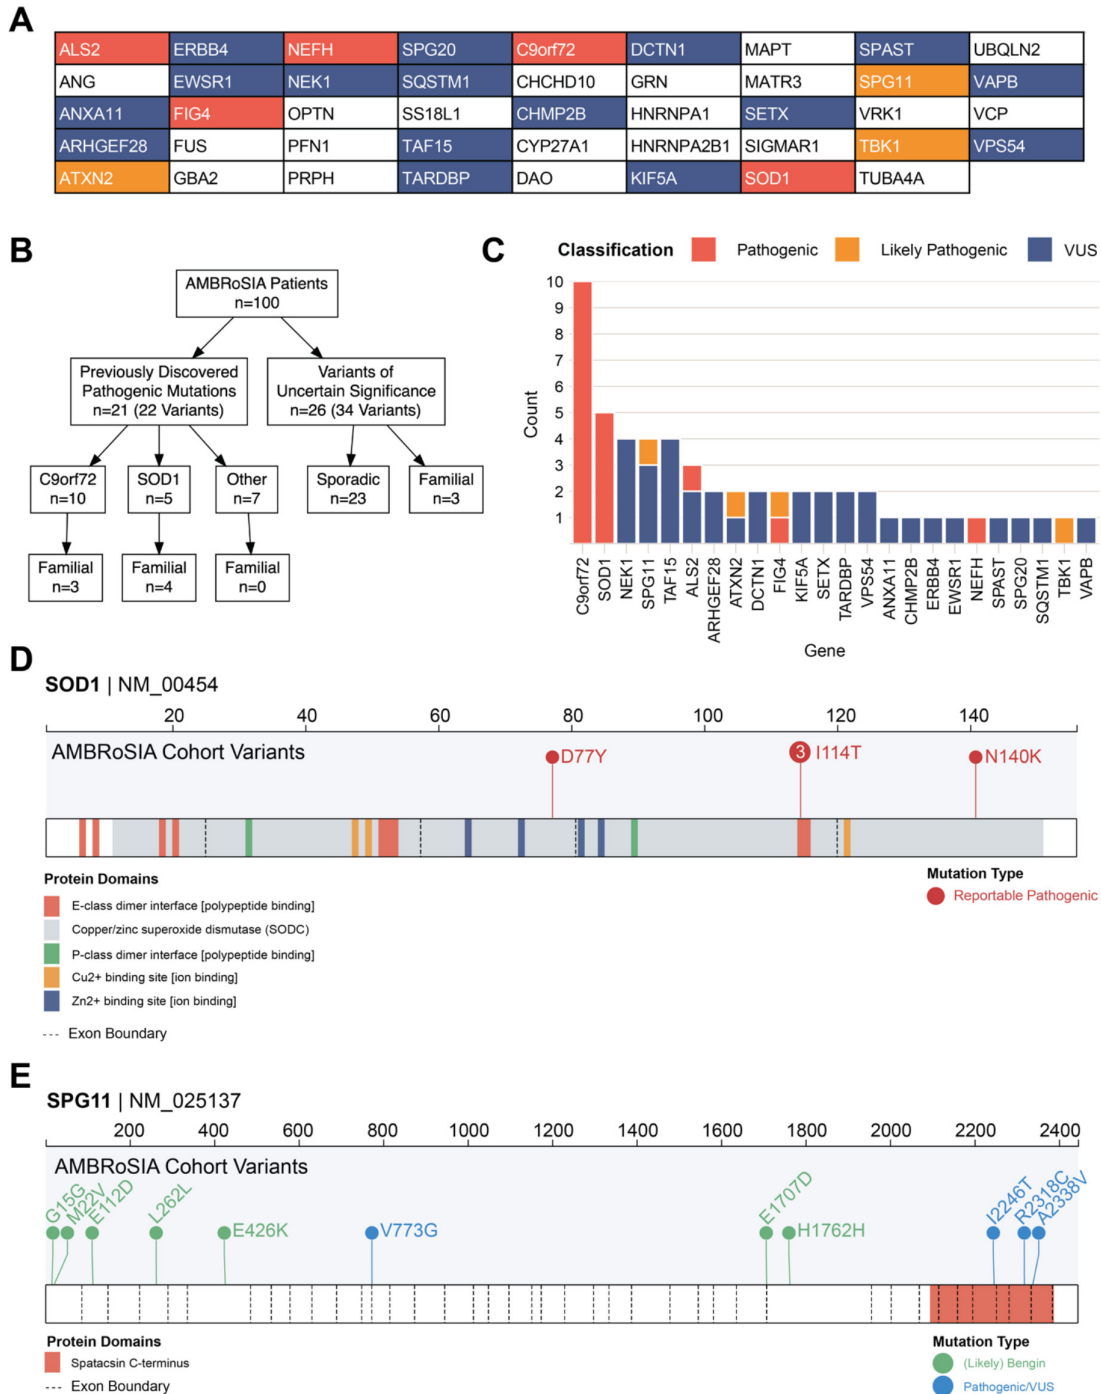 A
ALS2 ERBB4 NEFH SPG20 C9orf72 DCTN1 MAPT SPAST UBQLN2
ANG EWSR1 NEK1 SQSTM1 CHCHD10 GRN MATR3 SPG11 VAPB
ANXA11 FIG4 OPTN SS18L1 CHMP2B HNRNPA1 SETX VRK1 VCP
ARHGEF28 FUS PFN1 TAF15 CYP27A1 HNRNPA2B1 SIGMAR1 TBK1 VPS54
ATXN2 GBA2 PRPH TARDBP DAO KIF5A SOD1 TUBA4A
B
AMBRoSIA Patients
n=100
Previously Discovered
Pathogenic Mutations
n=21 (22 Variants)
Variants of
Uncertain Significance
n=26 (34 Variants)
C9orf72
n=10
SOD1
n=5
Other
n=7
Sporadic
n=23
Familial
n=3
Familial
n=3
Familial
n=4
Familial
n=0
C
Classification Pathogenic Likely Pathogenic VUS
10
9
8
7
6
5
4
3
2
1
Count
C9orf72
SOD1
NEK1
SPG11
TAF15
ALS2
ARHGEF28
ATXN2
DCTN1
FIG4
KIF5A
SETX
TARDBP
VPS54
ANXA11
CHMP2B
ERBB4
EWSR1
NEFH
SPAST
SPG20
SQSTM1
TBK1
VAPB
Gene
D
SOD1 | NM_00454
20 40 60 80 100 120 140
AMBRoSIA Cohort Variants
D77Y
3 I114T
N140K
Protein Domains
E-class dimer interface [polypeptide binding]
Copper/zinc superoxide dismutase (SODC)
P-class dimer interface [polypeptide binding]
Cu2+ binding site [ion binding]
Zn2+ binding site [ion binding]
Exon Boundary
Mutation Type
Reportable Pathogenic
E
SPG11 | NM_025137
200 400 600 800 1000 1200 1400 1600 1800 2000 2200 2400
AMBRoSIA Cohort Variants
G15G
M22V
E112D
L262L
E426K
V773G
E1707D
H1762H
I2246T
R2318C
A2338V
Protein Domains
Spatacsin C-terminus
Exon Boundary
Mutation Type
(Likely) Bengin
Pathogenic/VUS